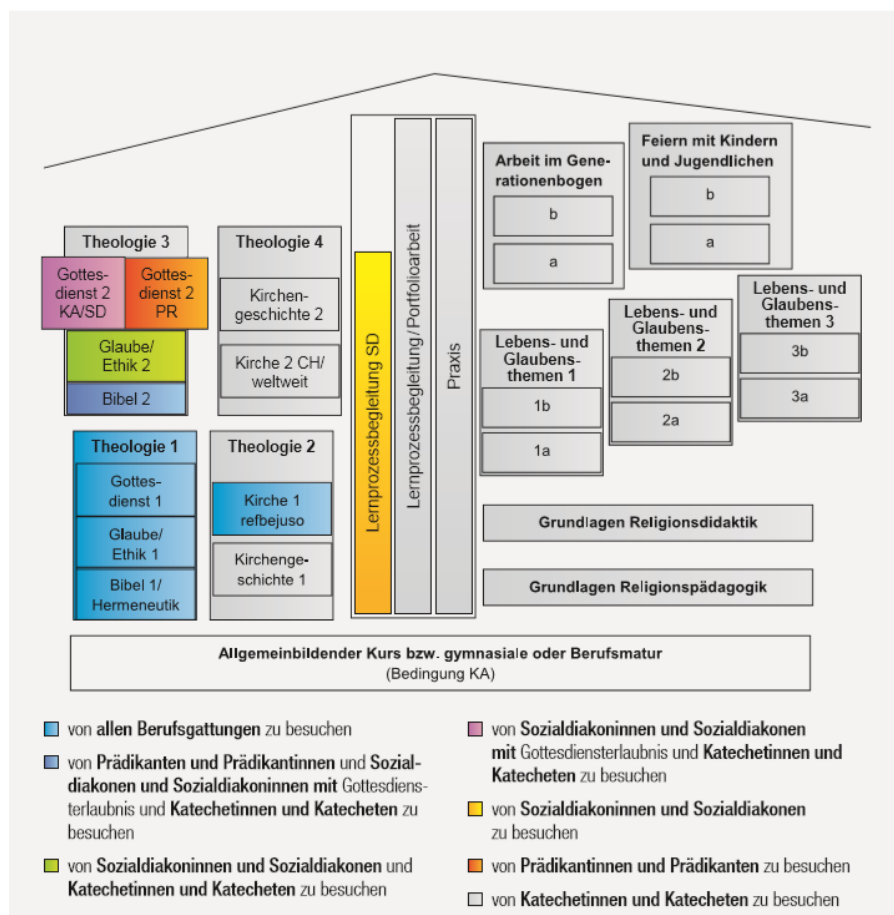 Feiern mit Kindern
und Jugendlichen
b
a
Arbeit im Gene-
rationenbogen
b
a
Theologie 3
Gottes-
dienst 2
KA/SD
Gottes-
dienst 2
PR
Glaube/
Ethik 2
Bibel 2
Theologie 4
Kirchen-
geschichte 2
Kirche 2 CH/
weltweit
Theologie 1
Gottes-
dienst 1
Glaube/
Ethik 1
Bibel 1/
Hermeneutik
Theologie 2
Kirche 1
refbejuso
Kirchenge-
schichte 1
Lernprozessbegleitung SD
Lernprozessbegleitung/Portfolioarbeit
Praxis
Lebens- und
Glaubens-
themen 1
1b
1a
Lebens- und
Glaubens-
themen 2
2b
2a
Lebens- und
Glaubens-
themen 3
3b
3a
Grundlagen Religionsdidaktik
Grundlagen Religionspädagogik
Allgemeinbildender Kurs bzw. gymnasiale oder Berufsmatur
(Bedingung KA)
von allen Berufsgattungen zu besuchen
von Prädikanten und Prädikantinnen und Sozial-
diakonen und Sozialdiakoninnen mit Gottesdiens-
terlaubnis und Katechetinnen und Katecheten zu
besuchen
von Sozialdiakoninnen und Sozialdiakonen und
Katechetinnen und Katecheten zu besuchen
von Sozialdiakoninnen und Sozialdiakonen
mit Gottesdiensterlaubnis und Katechetinnen und
Katecheten zu besuchen
von Sozialdiakoninnen und Sozialdiakonen
zu besuchen
von Prädikantinnen und Prädikanten zu besuchen
von Katechetinnen und Katecheten zu besuchen